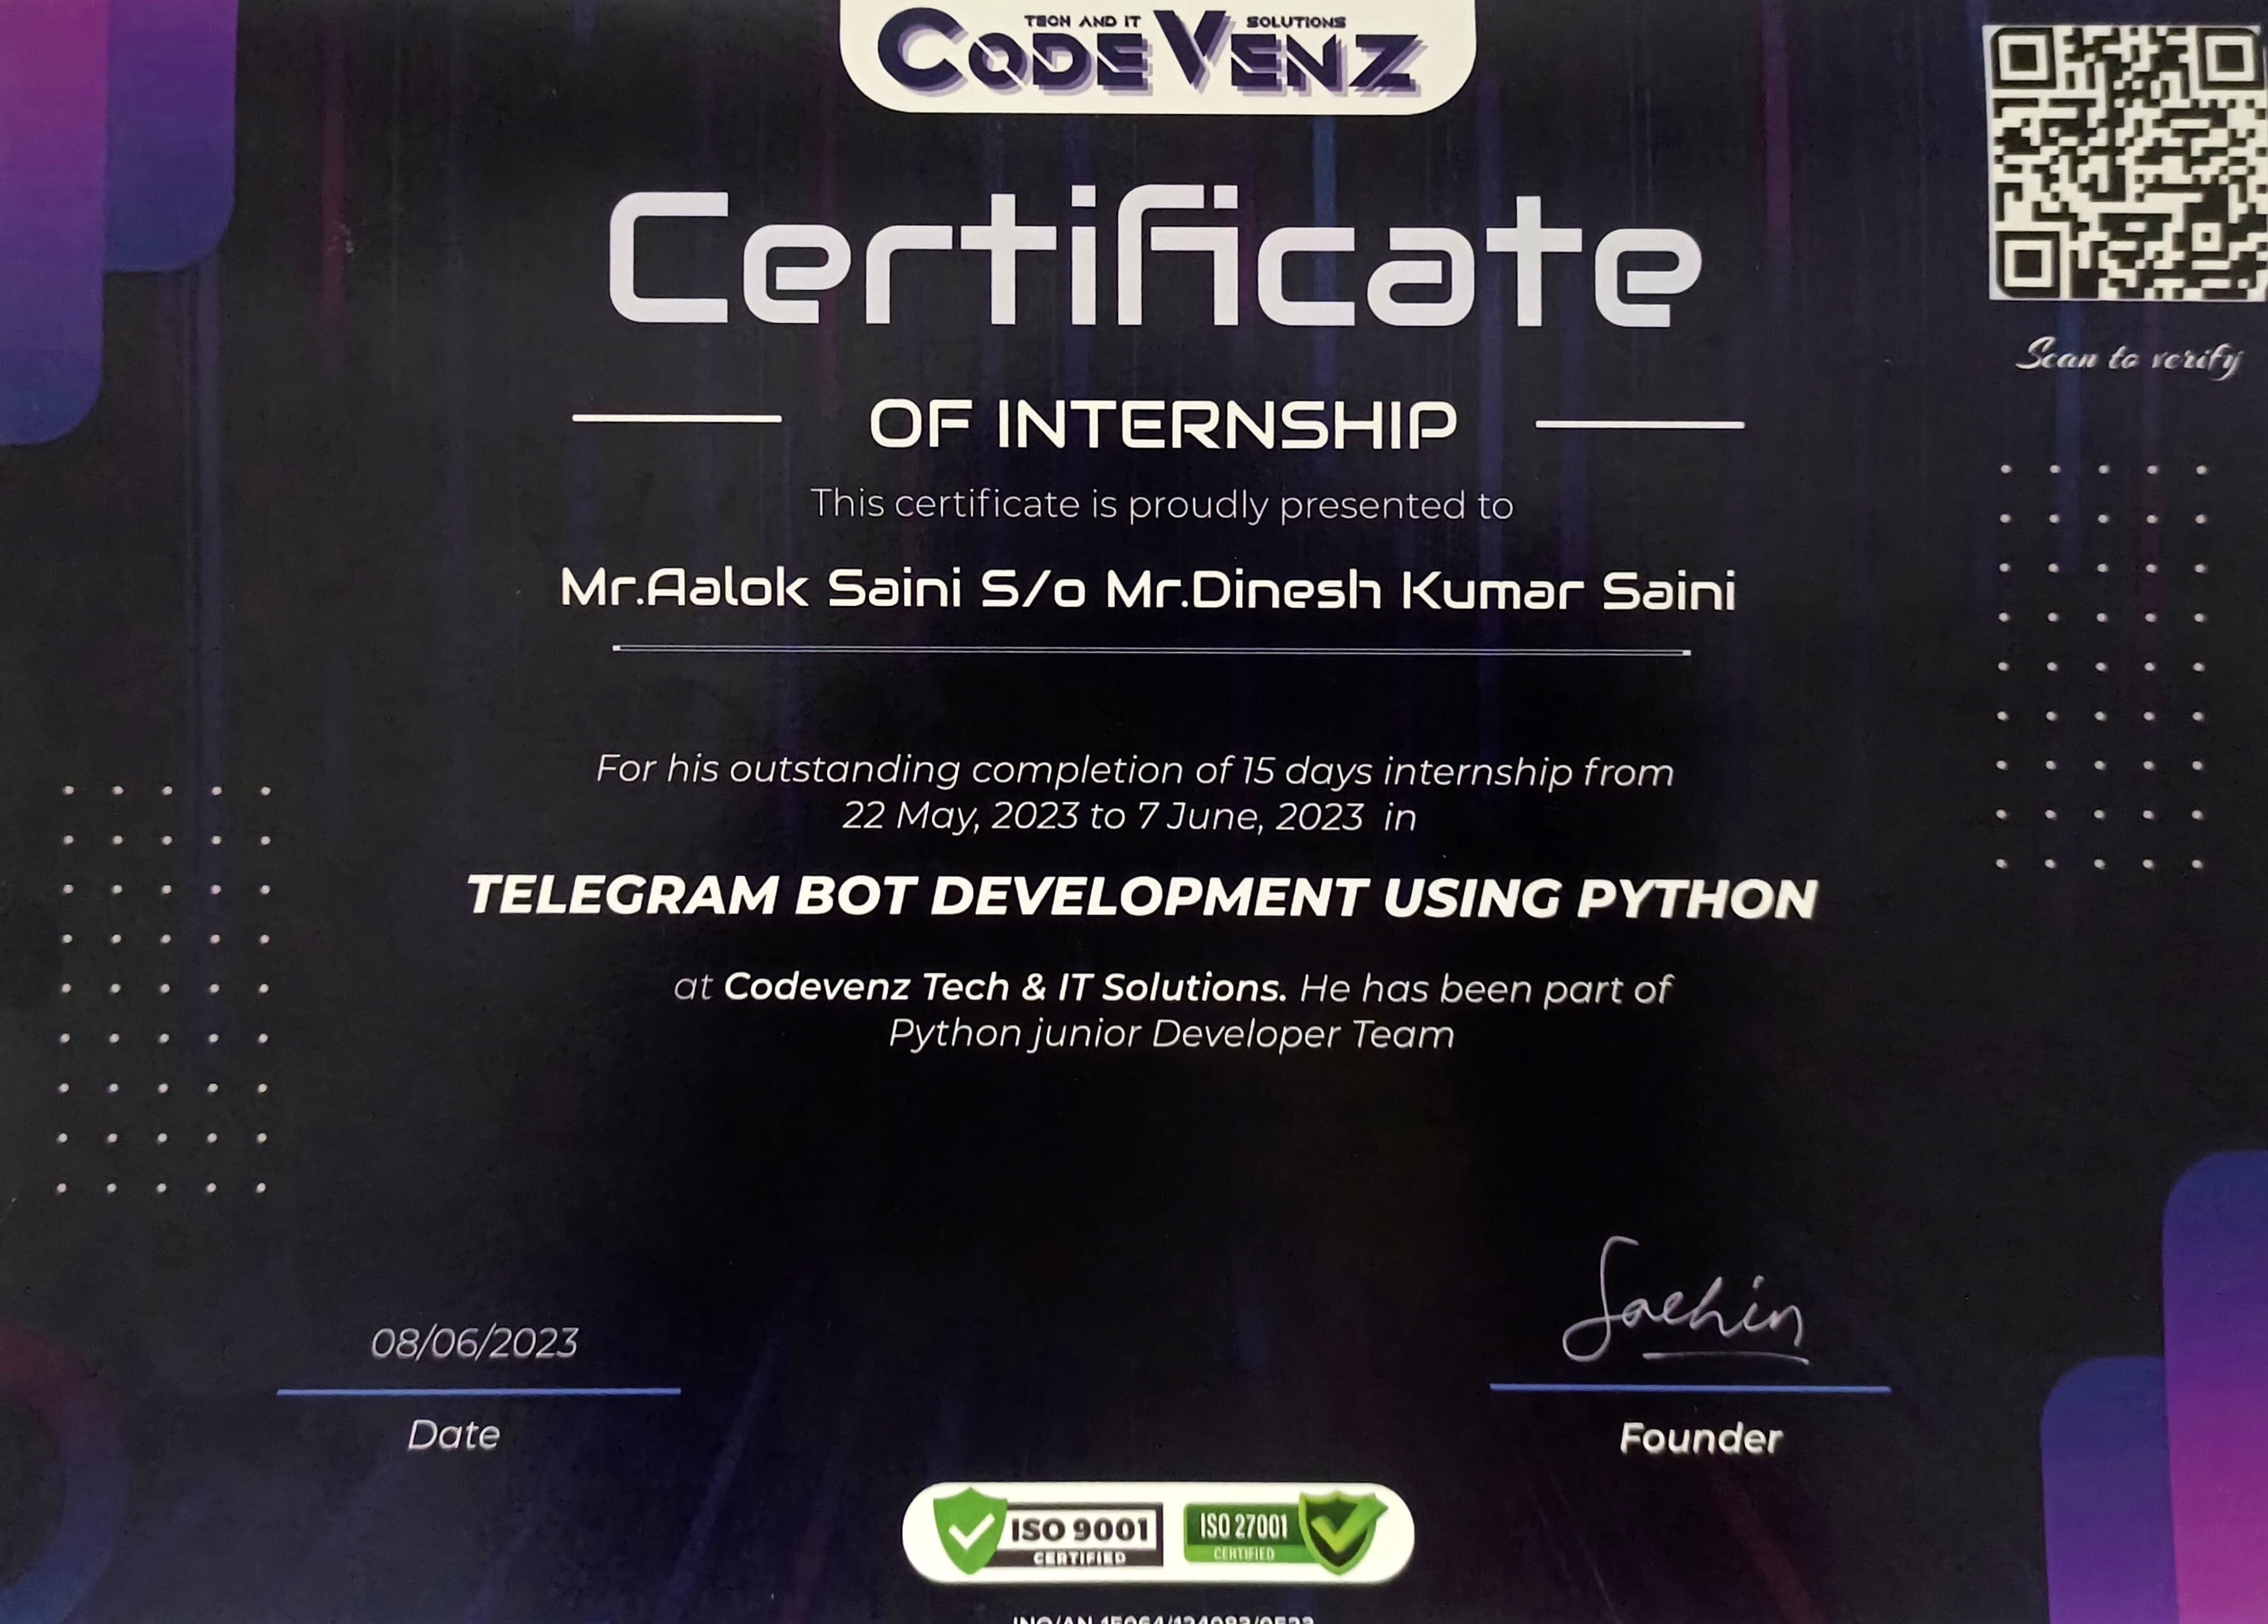 TECH AND IT SOLUTIONS
CODEVENZ
Certificate
Scan to verify
OF INTERNSHIP
This certificate is proudly presented to
Mr.Aalok Saini S/o Mr.Dinesh Kumar Saini
For his outstanding completion of 15 days internship from
22 May, 2023 to 7 June, 2023 in
TELEGRAM BOT DEVELOPMENT USING PYTHON
at Codevenz Tech & IT Solutions. He has been part of
Python junior Developer Team
Sachin
08/06/2023
Date
Founder
ISO 9001
CERTIFIED
ISO 27001
CERTIFIED